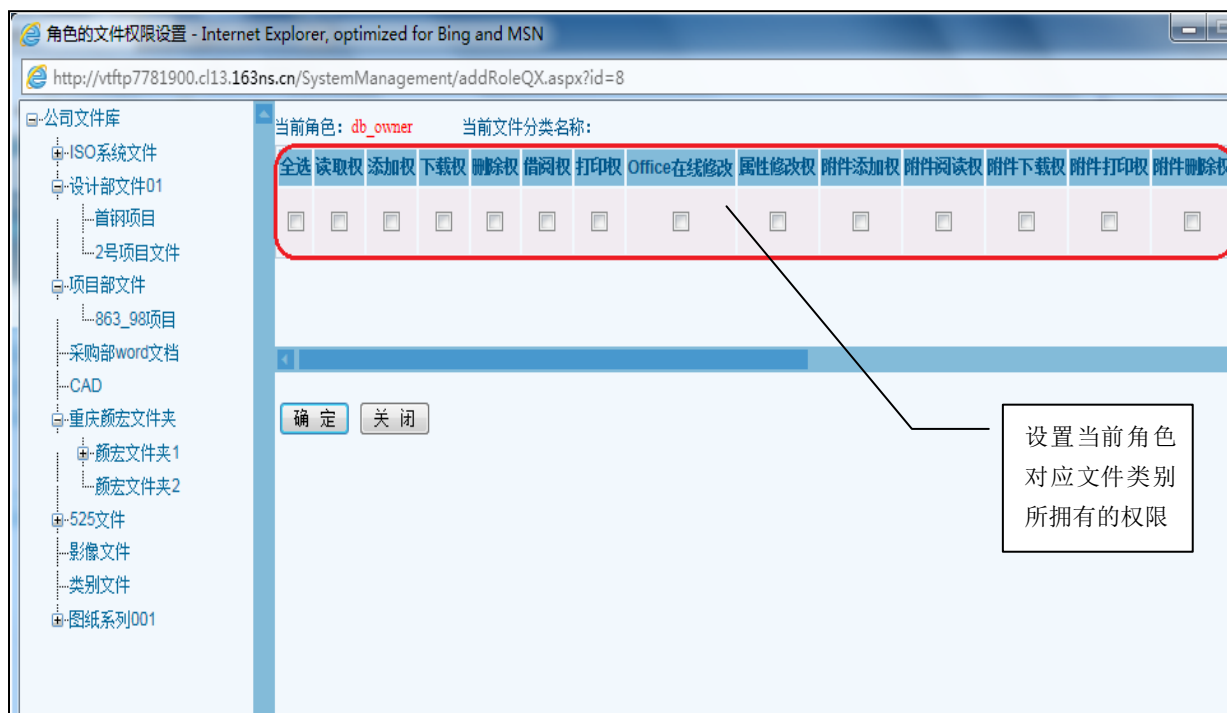 角色的文件权限设置 - Internet Explorer, optimized for Bing and MSN
http://vtftp7781900.cl13.163ns.cn/SystemManagement/addRoleQX.aspx?id=8
公司文件库
ISO系统文件
设计部文件01
首钢项目
2号项目文件
项目部文件
863_98项目
采购部word文档
CAD
重庆颜宏文件夹
颜宏文件夹1
颜宏文件夹2
525文件
影像文件
类别文件
图纸系列001
当前角色：db_owner 当前文件分类名称：
全选 读取权 添加权 下载权 删除权 借阅权 打印权 Office在线修改 属性修改权 附件添加权 附件阅读权 附件下载权 附件打印权 附件删除权
确 定 关 闭
设置当前角色
对应文件类别
所拥有的权限